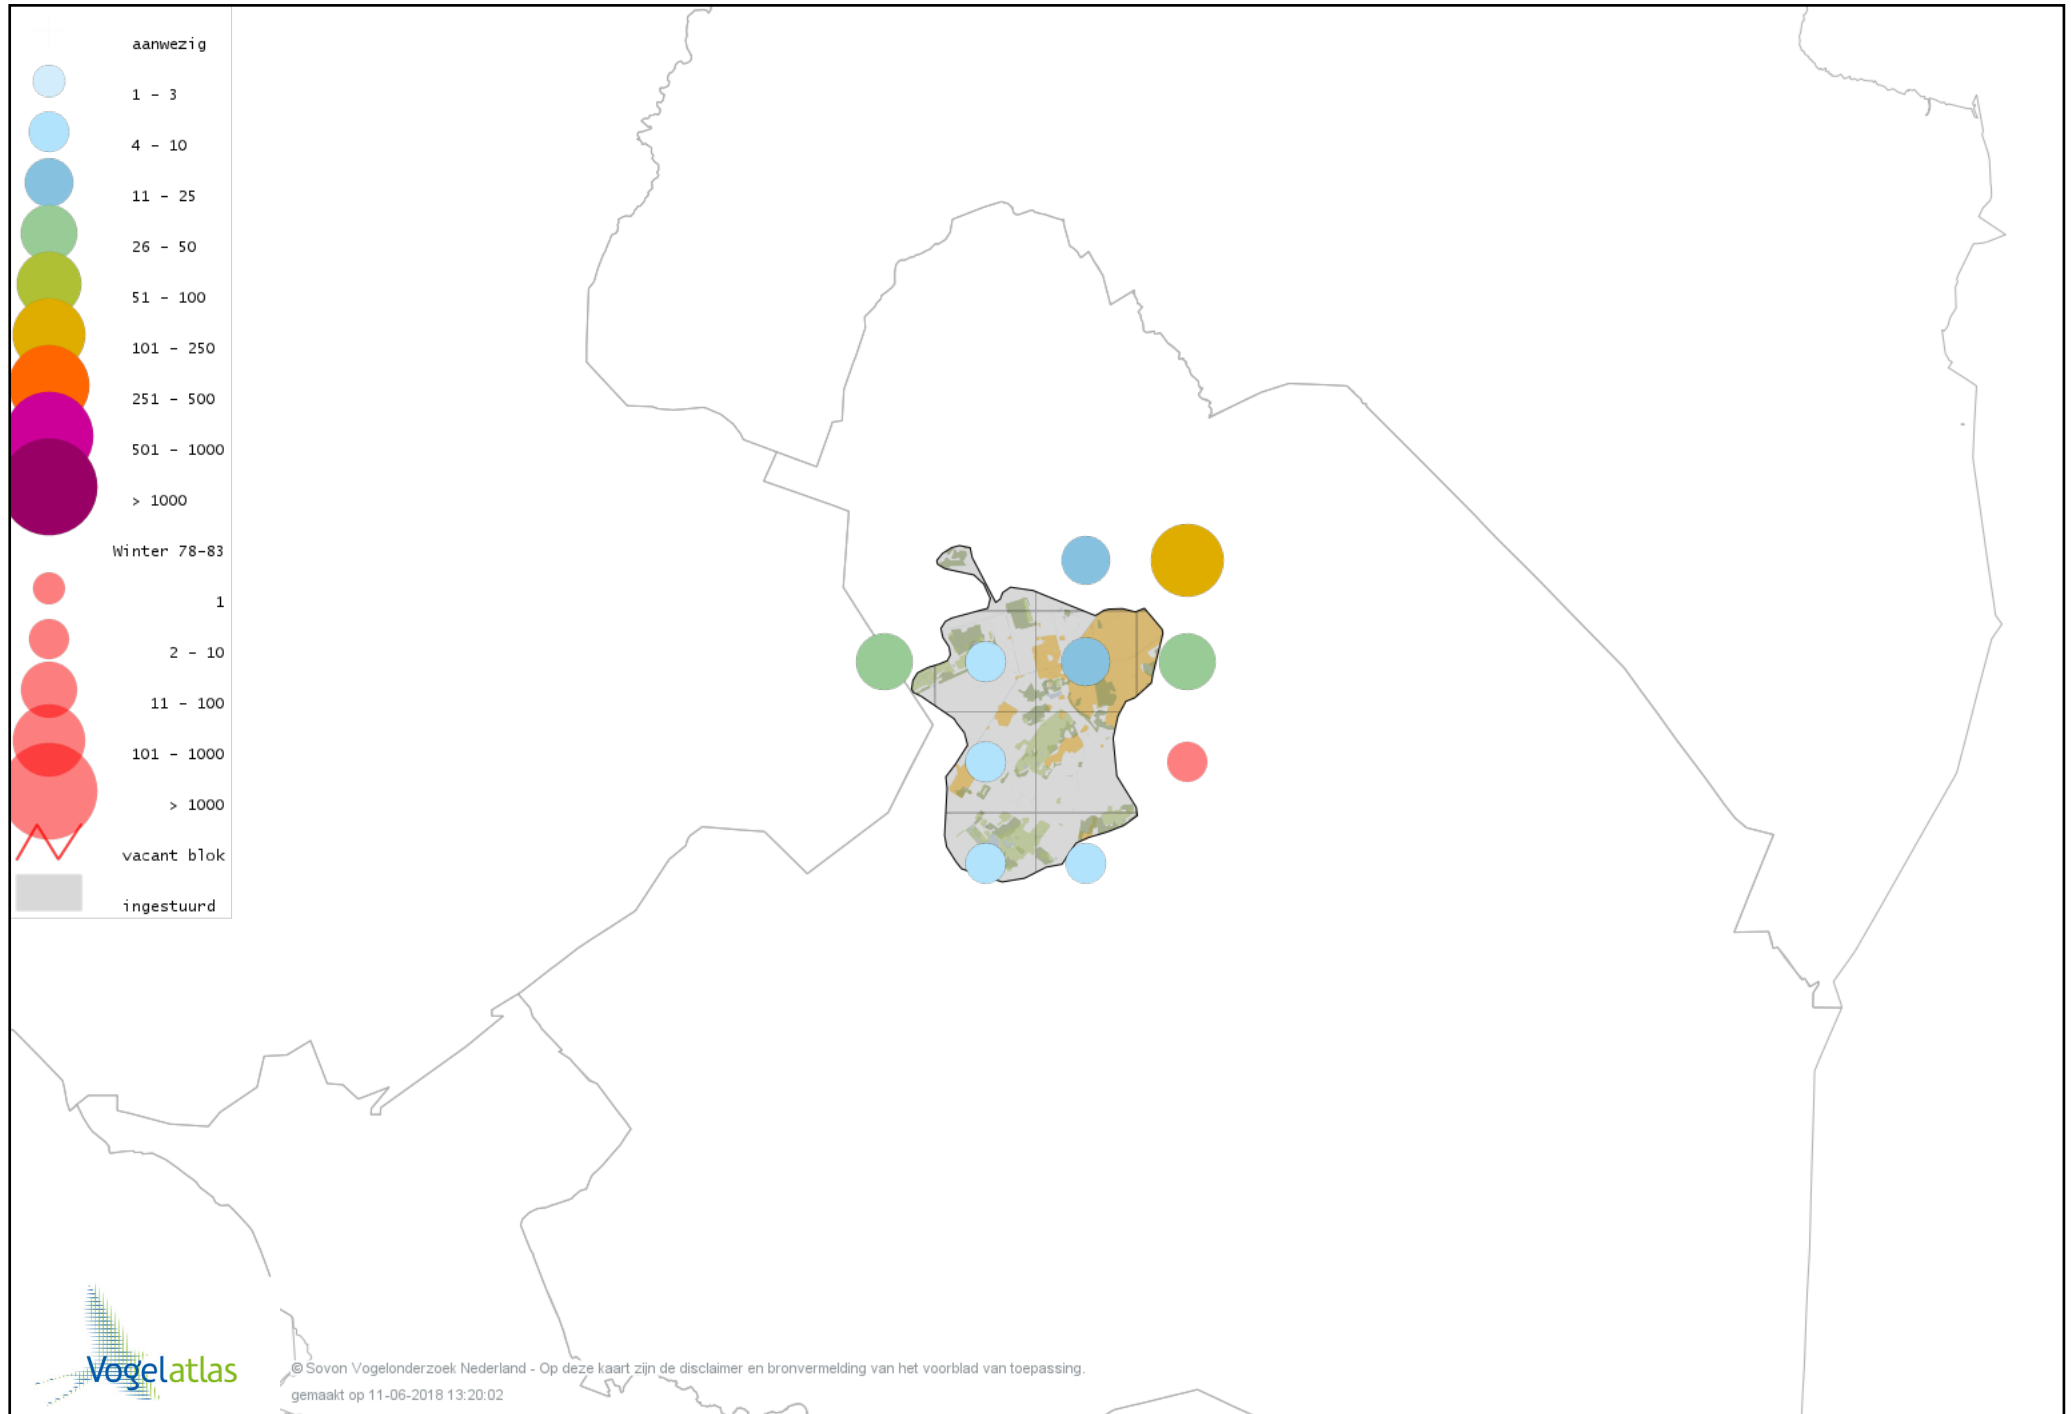 aanwezig
1 - 3
4 - 10
11 - 25
26 - 50
51 - 100
101 - 250
251 - 500
501 - 1000
> 1000
Winter 78-83
1
2 - 10
11 - 100
101 - 1000
> 1000
vacant blok
ingestuurd
Vogelatlas
© Sovon Vogelonderzoek Nederland - Op deze kaart zijn de disclaimer en bronvermelding van het voorblad van toepassing.
gemaakt op 11-06-2018 13:20:02